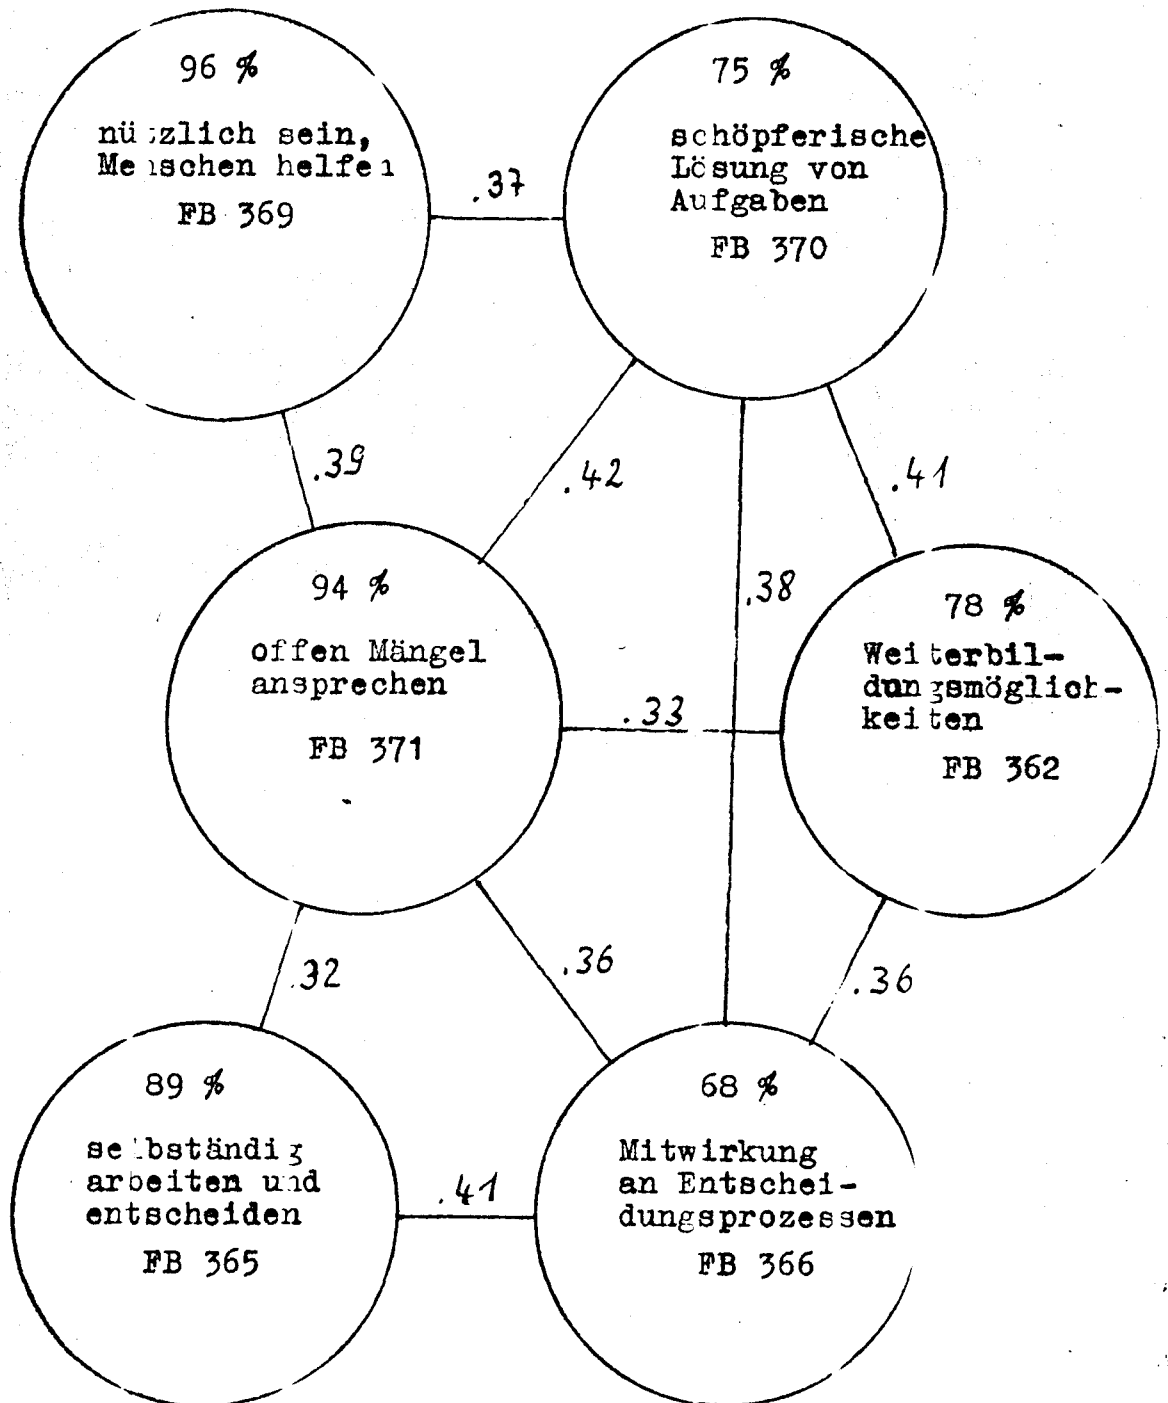 96 %
nützlich sein,
Menschen helfen
FB 369
75 %
schöpferische
Lösung von
Aufgaben
FB 370
.37
.39
.42
.41
94 %
offen Mängel
ansprechen
FB 371
.38
78 %
Weiterbil-
dungsmöglich-
keiten
FB 362
.33
.32
.36
.36
89 %
selbständig
arbeiten und
entscheiden
FB 365
.41
68 %
Mitwirkung
an Entschei-
dungsprozessen
FB 366